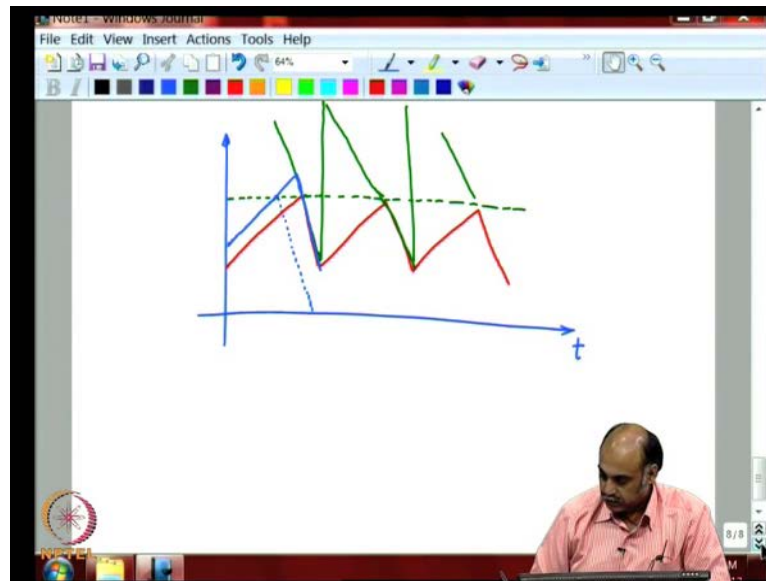 Note1 - Windows Journal
File Edit View Insert Actions Tools Help
64%
B I
t
8/8
NPTEL